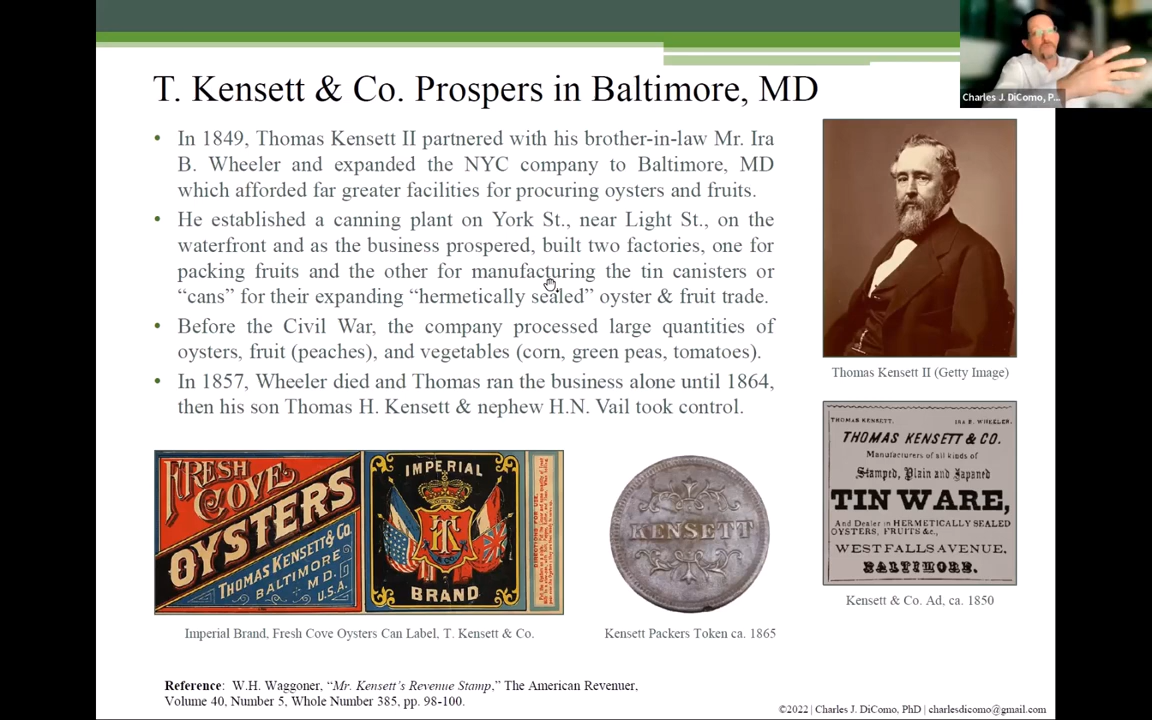 Charles J. DiComo, P...
T. Kensett & Co. Prospers in Baltimore, MD
• In 1849, Thomas Kensett II partnered with his brother-in-law Mr. Ira
B. Wheeler and expanded the NYC company to Baltimore, MD
which afforded far greater facilities for procuring oysters and fruits.
• He established a canning plant on York St., near Light St., on the
waterfront and as the business prospered, built two factories, one for
packing fruits and the other for manufacturing the tin canisters or
“cans” for their expanding “hermetically sealed” oyster & fruit trade.
• Before the Civil War, the company processed large quantities of
oysters, fruit (peaches), and vegetables (corn, green peas, tomatoes).
• In 1857, Wheeler died and Thomas ran the business alone until 1864,
then his son Thomas H. Kensett & nephew H.N. Vail took control.
Thomas Kensett II (Getty Image)
THOMAS KENSETT. IRA B. WHEELER.
THOMAS KENSETT & CO.
Manufacturers of all kinds of
Stamped, Plain and Japaned
TIN WARE,
And Dealer in HERMETICALLY SEALED
OYSTERS, FRUITS &c.,
WEST FALLS AVENUE,
BALTIMORE.
Kensett & Co. Ad, ca. 1850
FRESH
COVE
OYSTERS
THOMAS KENSETT & CO
BALTIMORE
MD.
U.S.A.
IMPERIAL
TK
& CO
BRAND
DIRECTIONS FOR USE.
Imperial Brand, Fresh Cove Oysters Can Label, T. Kensett & Co.
KENSETT
Kensett Packers Token ca. 1865
Reference: W.H. Waggoner, “Mr. Kensett’s Revenue Stamp,” The American Revenuer,
Volume 40, Number 5, Whole Number 385, pp. 98-100.
©2022 | Charles J. DiComo, PhD | charlesdicomo@gmail.com